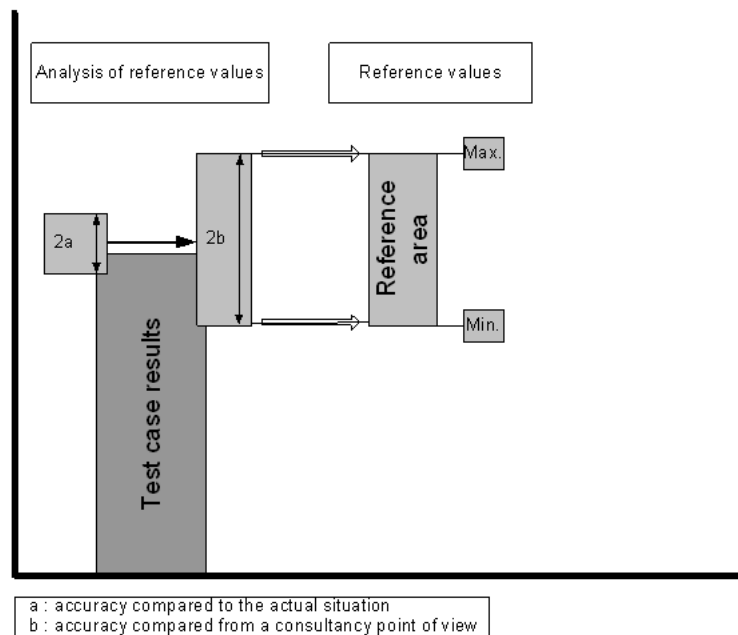 Analysis of reference values
Reference values
Max.
2a
2b
Reference
area
Min.
Test case results
a : accuracy compared to the actual situation
b : accuracy compared from a consultancy point of view